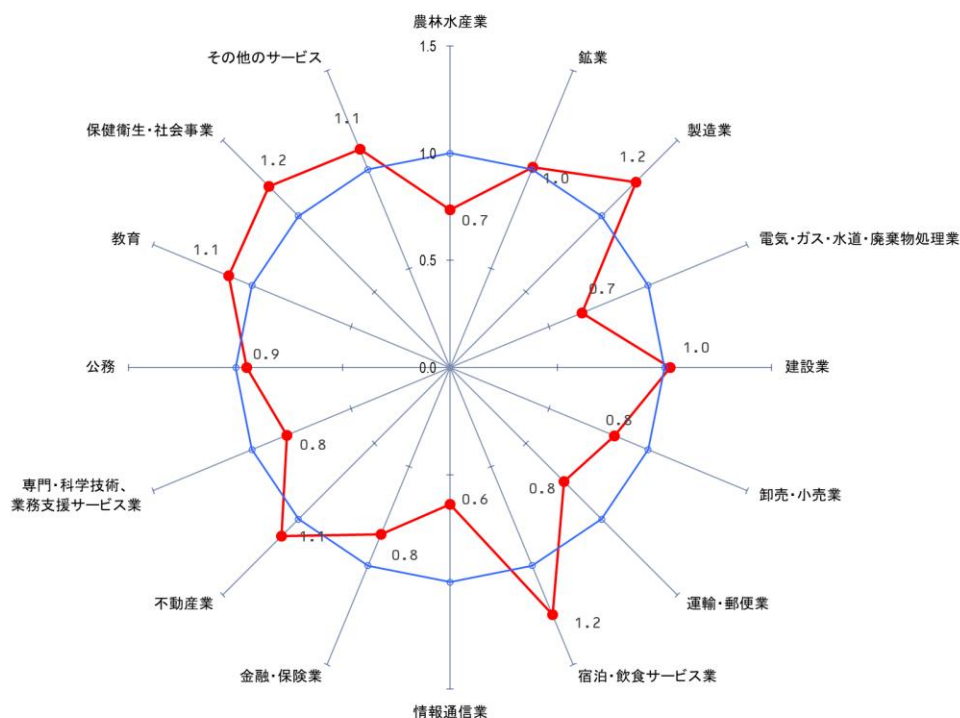 農林水産業
1.5
その他のサービス
鉱業
保健衛生・社会事業
1.1
製造業
1.2
1.0
1.2
1.0
0.7
教育
1.1
電気・ガス・水道・廃棄物処理業
0.5
0.7
公務
0.9
0.0
1.0
建設業
0.8
0.8
専門・科学技術、
業務支援サービス業
0.8
卸売・小売業
0.6
1.1
0.8
不動産業
運輸・郵便業
1.2
金融・保険業
宿泊・飲食サービス業
情報通信業